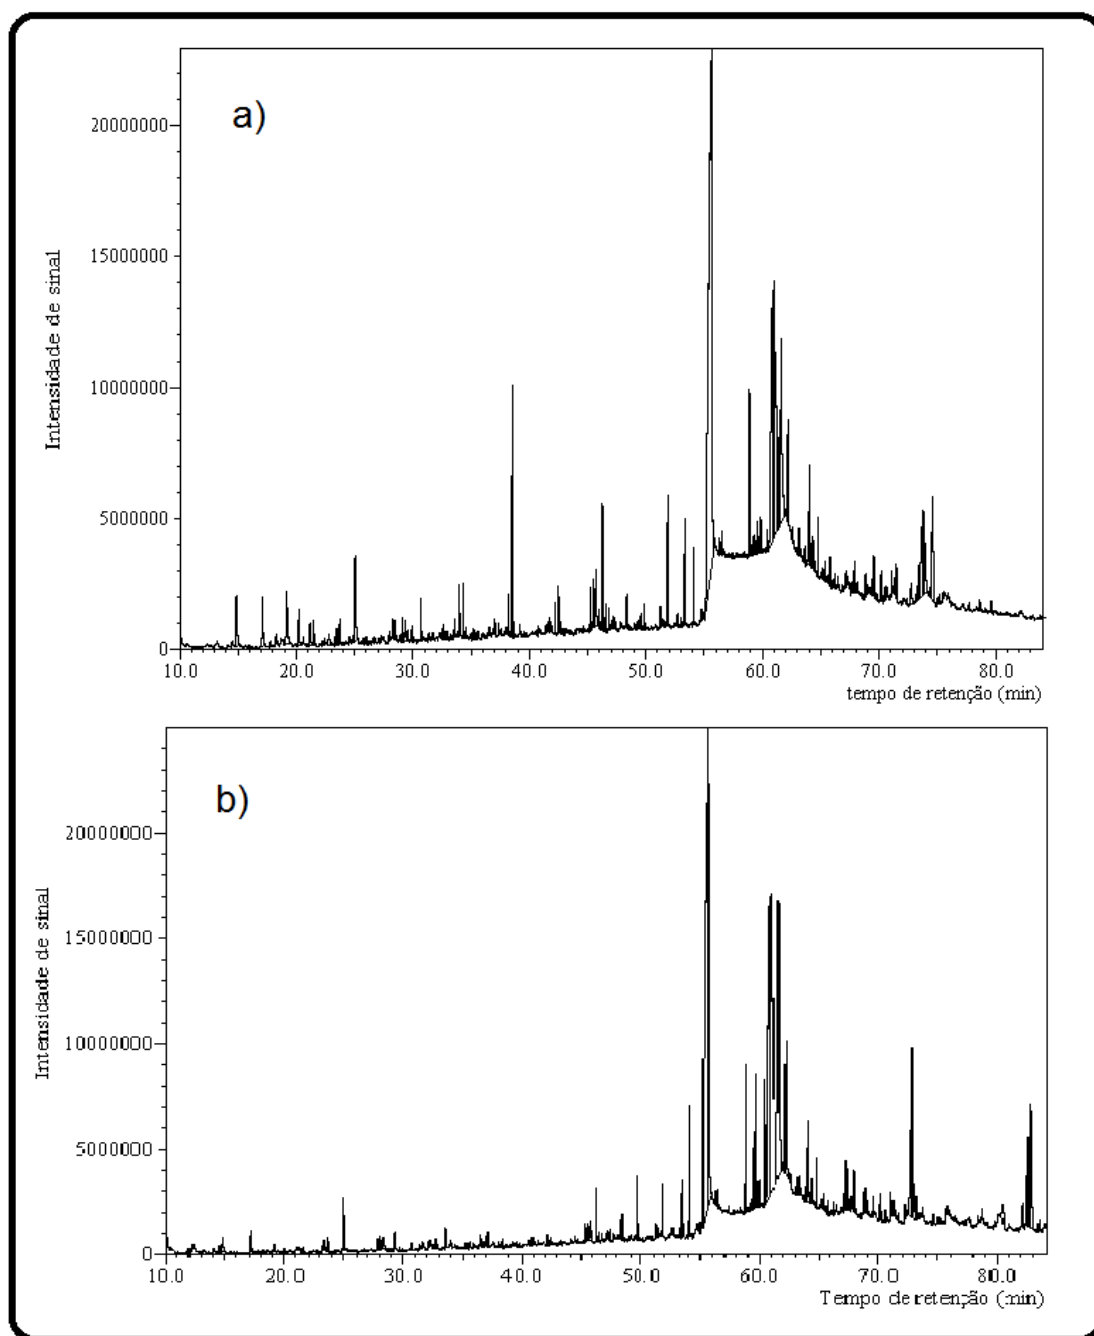 a)
Intensidade de sinal
20000000
15000000
10000000
5000000
0
10.0 20.0 30.0 40.0 50.0 60.0 70.0 80.0
tempo de retenção (min)
b)
Intensidade de sinal
20000000
15000000
10000000
5000000
0
10.0 20.0 30.0 40.0 50.0 60.0 70.0 80.0
Tempo de retenção (min)